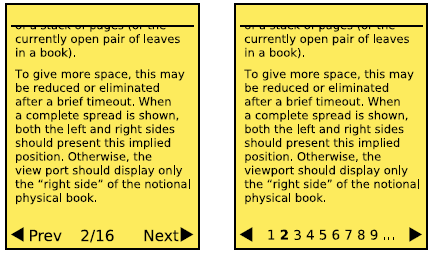 of a stack of pages (or the
currently open pair of leaves
in a book).
To give more space, this may
be reduced or eliminated
after a brief timeout. When
a complete spread is shown,
both the left and right sides
should present this implied
position. Otherwise, the
view port should display only
the “right side” of the notional
physical book.
Prev 2/16 Next
of a stack of pages (or the
currently open pair of leaves
in a book).
To give more space, this may
be reduced or eliminated
after a brief timeout. When
a complete spread is shown,
both the left and right sides
should present this implied
position. Otherwise, the
viewport should display only
the “right side” of the notional
physical book.
1 2 3 4 5 6 7 8 9 ...